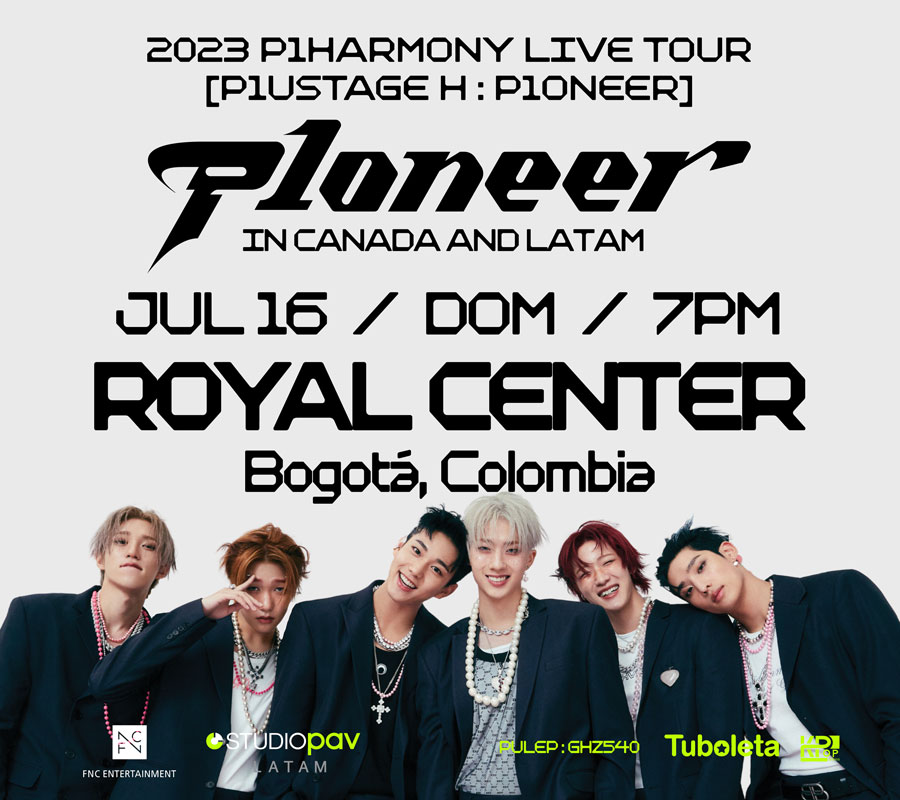 2023 P1HARMONY LIVE TOUR
[P1USTAGE H : P1ONEER]
P1oneer
IN CANADA AND LATAM
JUL 16 / DOM / 7PM
ROYAL CENTER
Bogotá, Colombia
FNC
FNC ENTERTAINMENT
STUDIOPAV
LATAM
PULEP : GHZ540
Tuboleta